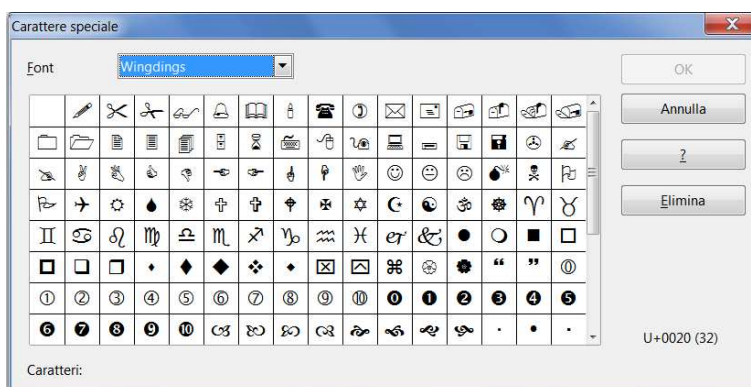 Carattere speciale
Font
Wingdings
OK
Annulla
?
Elimina
U+0020 (32)
Caratteri: